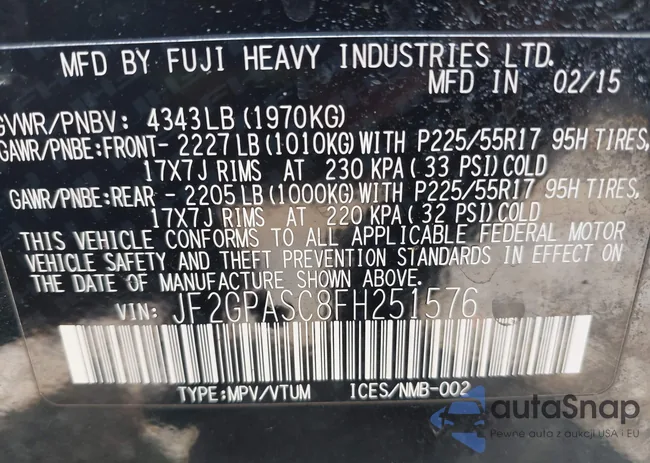 MFD BY FUJI HEAVY INDUSTRIES LTD.
MFD IN 02/15
GVWR/PNBV: 4343LB (1970KG)
GAWR/PNBE:FRONT- 2227 LB (1010KG) WITH P225/55R17 95H TIRES,
17X7J RIMS AT 230 KPA ( 33 PSI) COLD
GAWR/PNBE:REAR - 2205 LB (1000KG) WITH P225/55R17 95H TIRES,
17X7J RIMS AT 220 KPA ( 32 PSI) COLD
THIS VEHICLE CONFORMS TO ALL APPLICABLE FEDERAL MOTOR
VEHICLE SAFETY AND THEFT PREVENTION STANDARDS IN EFFECT ON
THE DATE OF MANUFACTURE SHOWN ABOVE.
VIN: JF2GPASC8FH251576
TYPE:MPV/VTUM ICES/NMB-002
autaSnap
Pewne auta z aukcji USA i EU